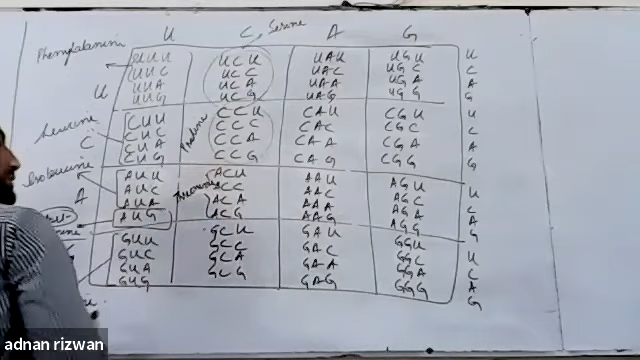 U C, Serine A G
Phenylalanine
UUU UCU UAU UGU U
UUC UCC UAC UGC C
U UUA UCA UAA UGA A
UUG UCG UAG UGG G
Leucine
CUU CCU CAU CGU U
C CUC Proline CCC CAC CGC C
CUA CCA CAA CGA A
CUG CCG CAG CGG G
Isoleucine
AUU ACU AAU AGU U
A AUC Threonine ACC AAC AGC C
AUA ACA AAA AGA A
AUG ACG AAG AGG G
GUU GCU GAU GGU U
GUC GCC GAC GGC C
GUA GCA GAA GGA A
GUG GCG GAG GGG G
adnan rizwan